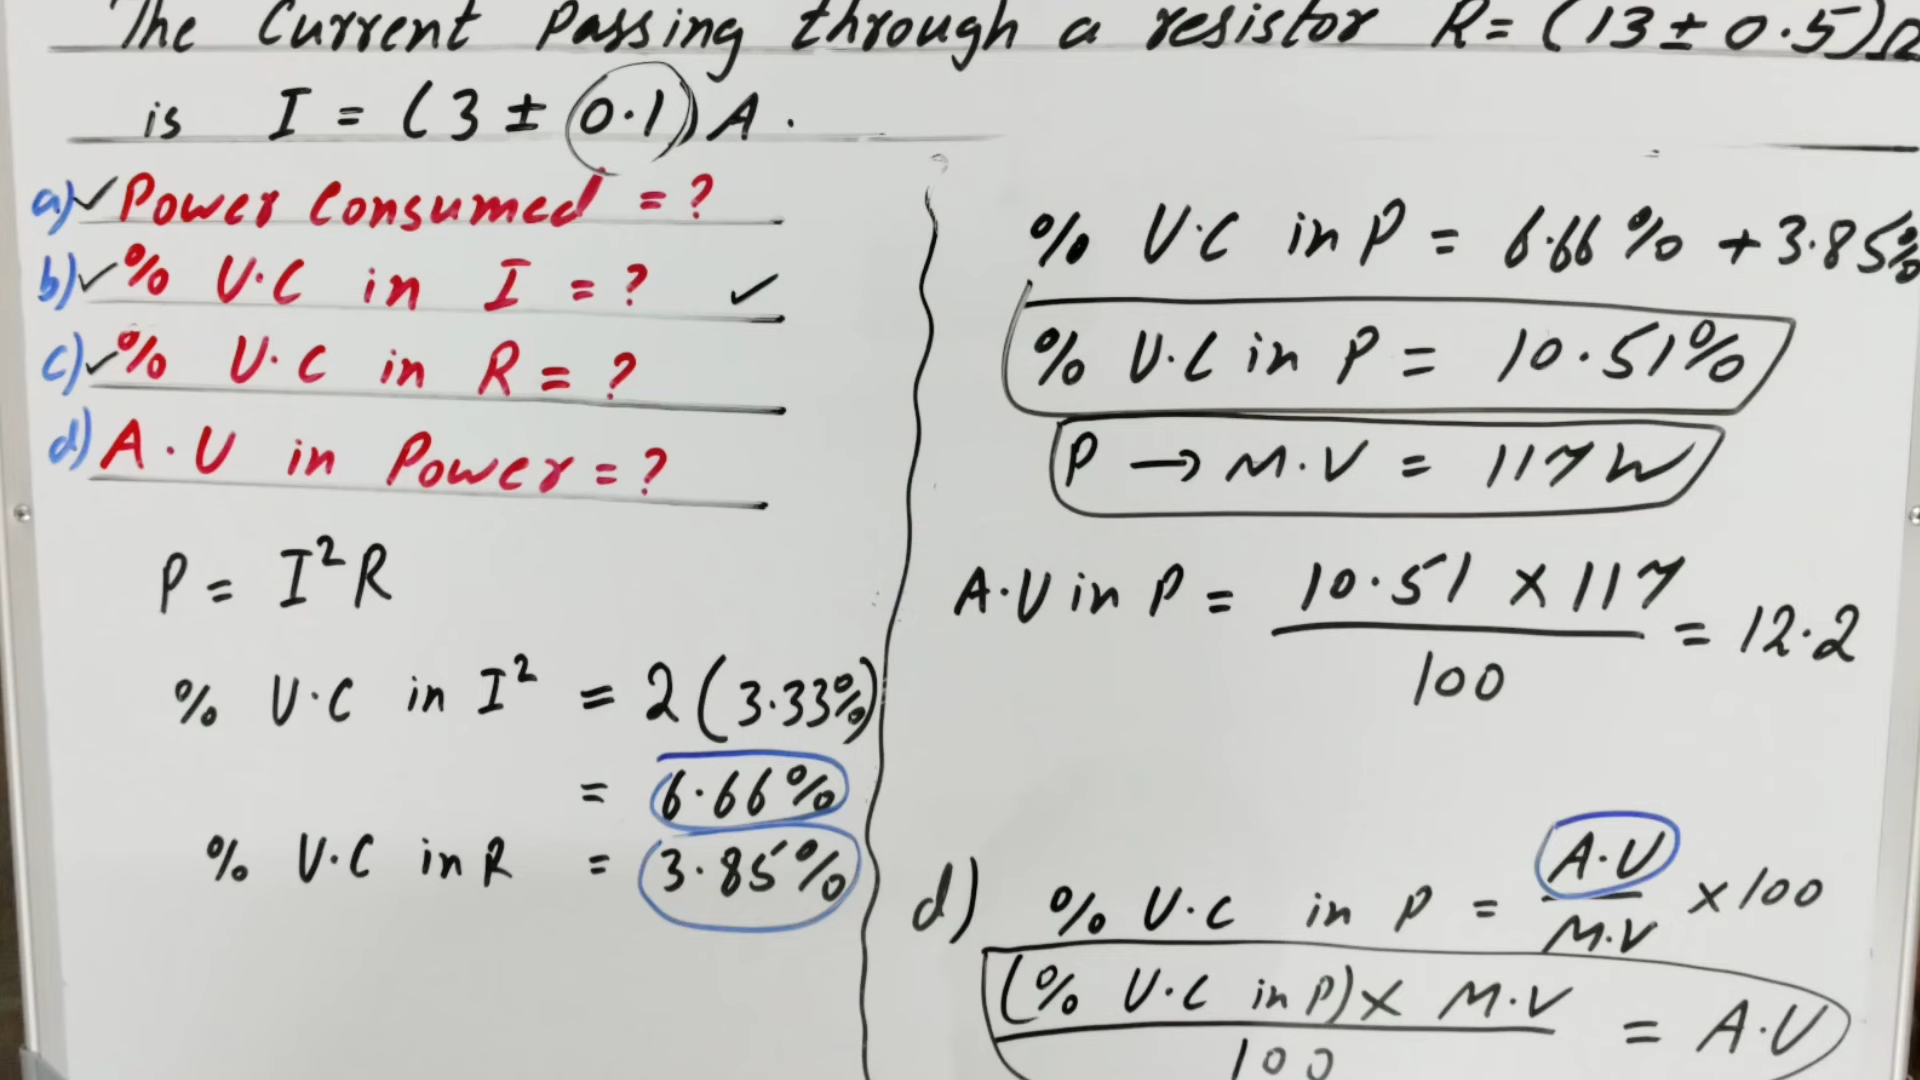 The Current Passing through a resistor R= (13 ± 0.5)Ω
is I = (3 ± 0.1) A.
a) ✓ Power Consumed = ?
b) ✓ % U.C in I = ? ✓
c) ✓ % U.C in R = ?
d) A.U in Power = ?
P = I²R
% U.C in I² = 2 (3.33%)
= 6.66%
% U.C in R = 3.85%
% U.C in P = 6.66% + 3.85%
% U.C in P = 10.51%
P → M.V = 117 W
A.U in P = 10.51 × 117 / 100 = 12.2
d) % U.C in P = A.U / M.V × 100
(% U.C in P) × M.V / 100 = A.U